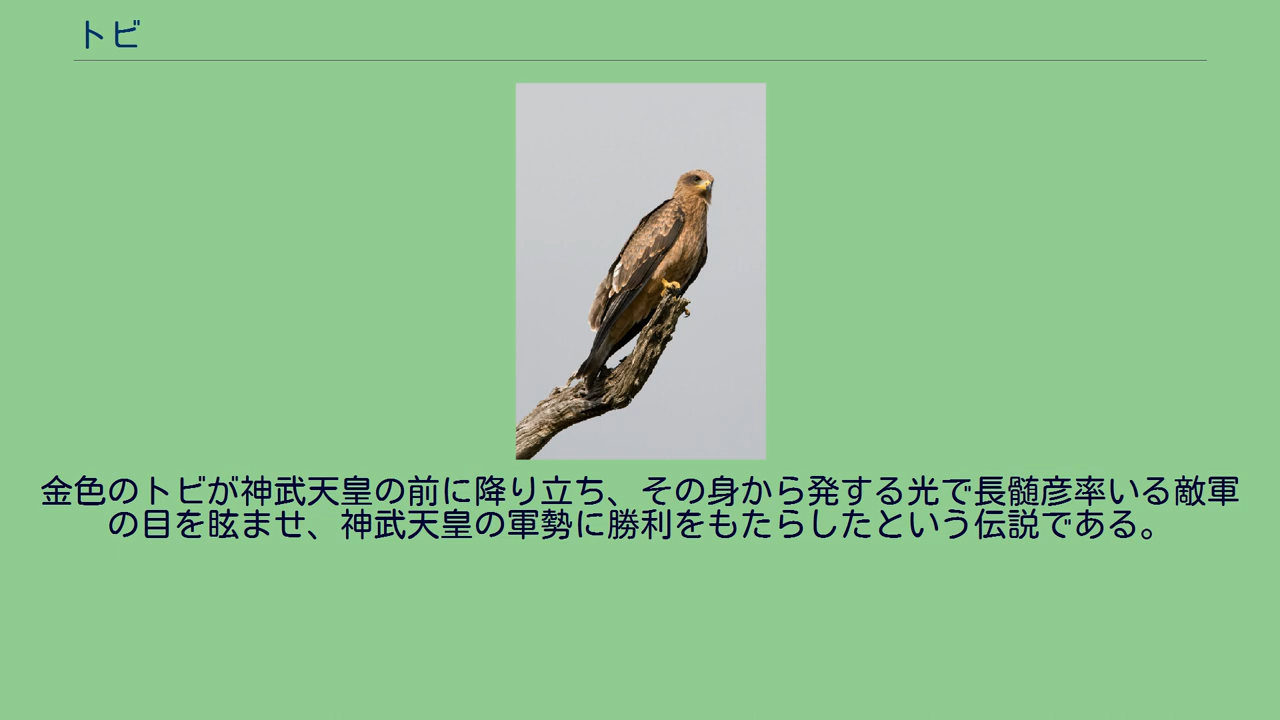 トビ
金色のトビが神武天皇の前に降り立ち、その身から発する光で長髄彦率いる敵軍
の目を眩ませ、神武天皇の軍勢に勝利をもたらしたという伝説である。